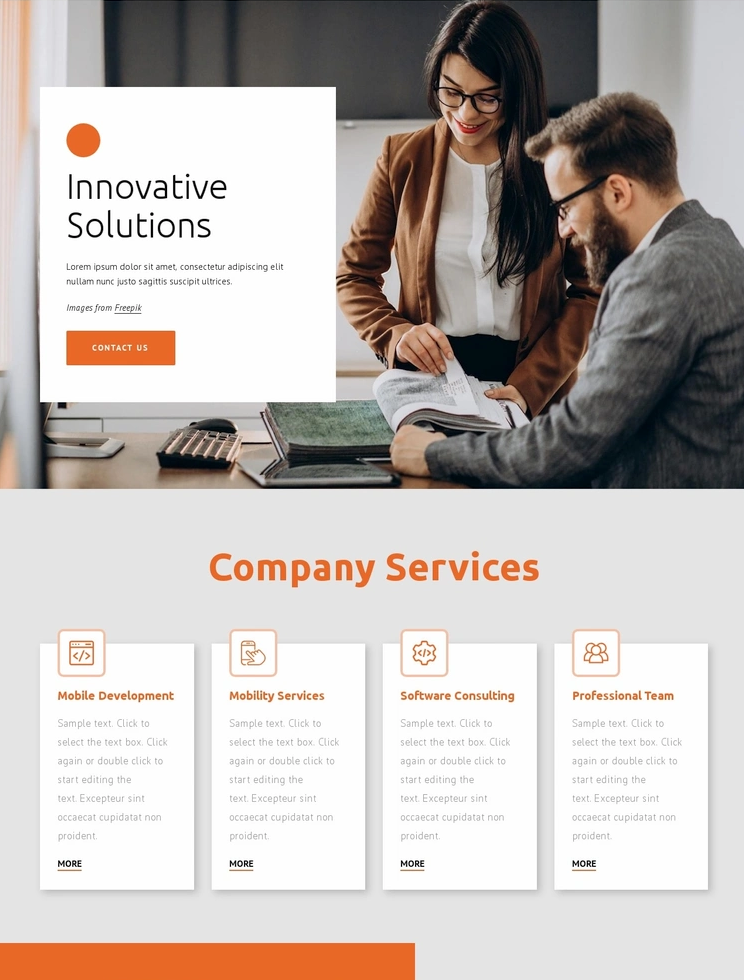 Innovative
Solutions
Lorem ipsum dolor sit amet, consectetur adipiscing elit
nullam nunc justo sagittis suscipit ultrices.
Images from Freepik
CONTACT US
Company Services
Mobile Development
Sample text. Click to
select the text box. Click
again or double click to
start editing the
text. Excepteur sint
occaecat cupidatat non
proident.
MORE
Mobility Services
Sample text. Click to
select the text box. Click
again or double click to
start editing the
text. Excepteur sint
occaecat cupidatat non
proident.
MORE
Software Consulting
Sample text. Click to
select the text box. Click
again or double click to
start editing the
text. Excepteur sint
occaecat cupidatat non
proident.
MORE
Professional Team
Sample text. Click to
select the text box. Click
again or double click to
start editing the
text. Excepteur sint
occaecat cupidatat non
proident.
MORE